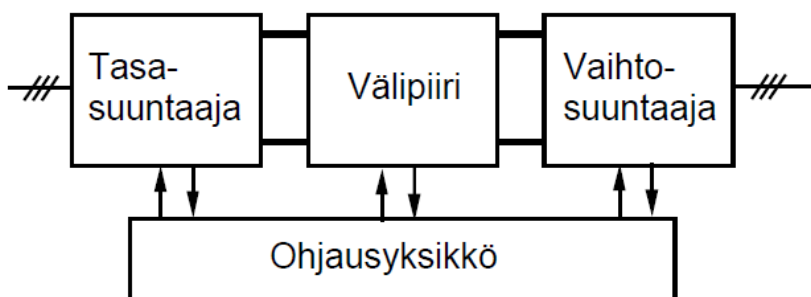 Tasa-
suuntaaja
Välipiiri
Vaihto-
suuntaaja
Ohjausyksikkö